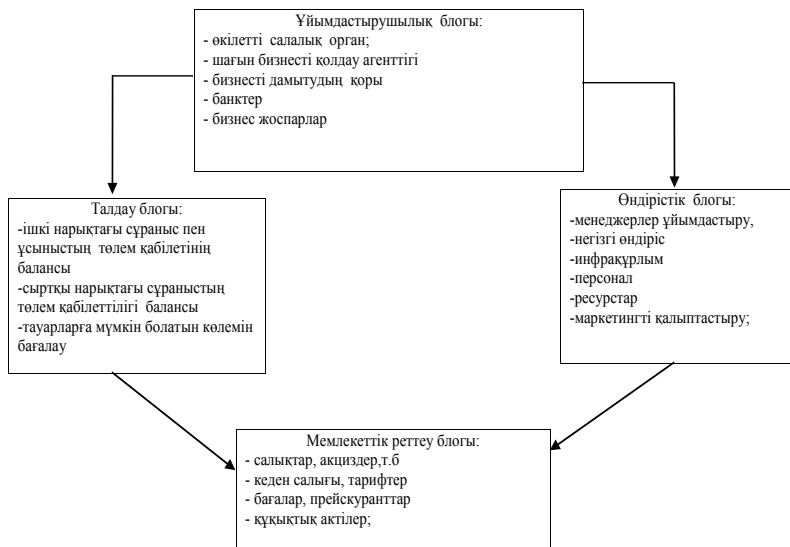 Ұйымдастырушылық блогы:
- өкілетті салалық орган;
- шағын бизнесті қолдау агенттігі
- бизнесті дамытудың қоры
- банктер
- бизнес жоспарлар
Талдау блогы:
-ішкі нарықтағы сұраныс пен
ұсыныстың төлем қабілетінің
балансы
-сыртқы нарықтағы сұраныстың
төлем қабілеттілігі балансы
-тауарларға мүмкін болатын көлемін
бағалау
Өндірістік блогы:
-менеджерлер ұйымдастыру,
-негізгі өндіріс
-инфрақұрлым
-персонал
-ресурстар
-маркетингті қалыптастыру;
Мемлекеттік реттеу блогы:
- салықтар, акциздер,т.б
- кеден салығы, тарифтер
- бағалар, прейскуранттар
- құқықтық актілер;